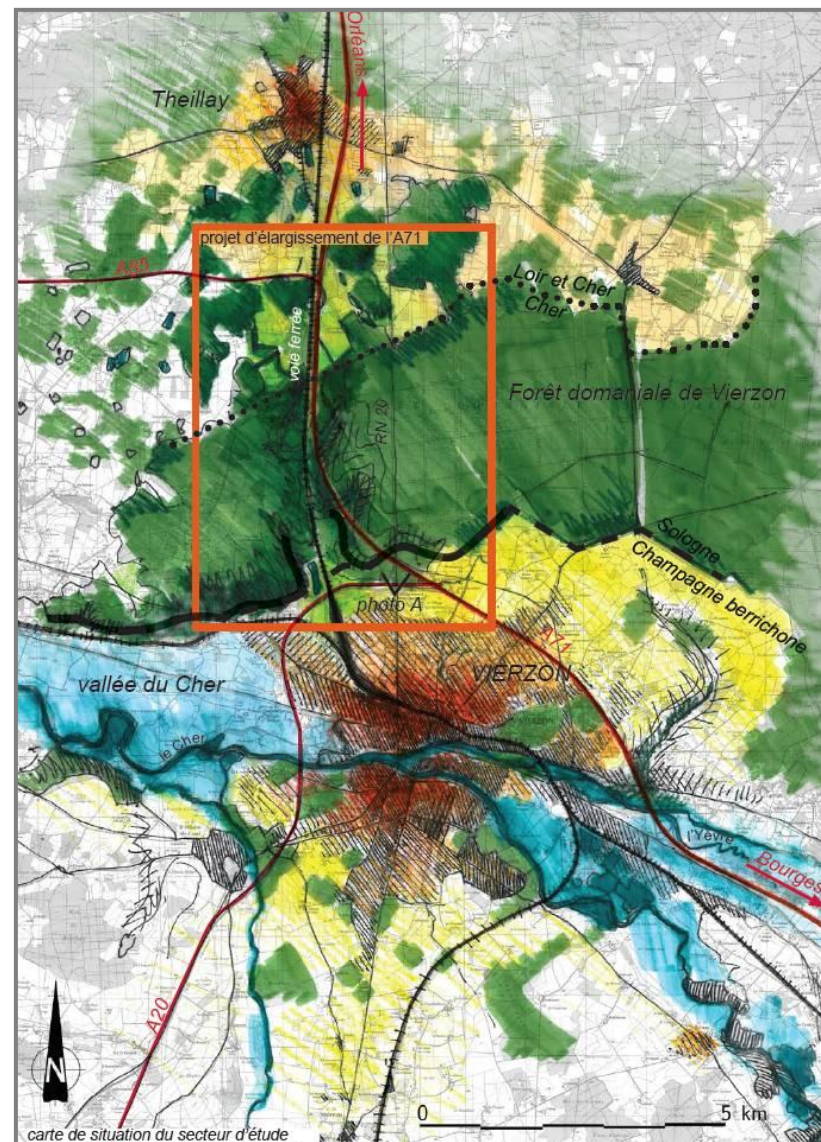 Orléans
Theillay
projet d'élargissement de l'A71
A85
Loir et Cher
Cher
voie ferrée
Forêt domaniale de Vierzon
RN 20
Sologne
Champagne berrichone
photo A
A71
VIERZON
vallée du Cher
le Cher
l'Yèvre
Bourges
A20
N
0
5 km
carte de situation du secteur d'étude